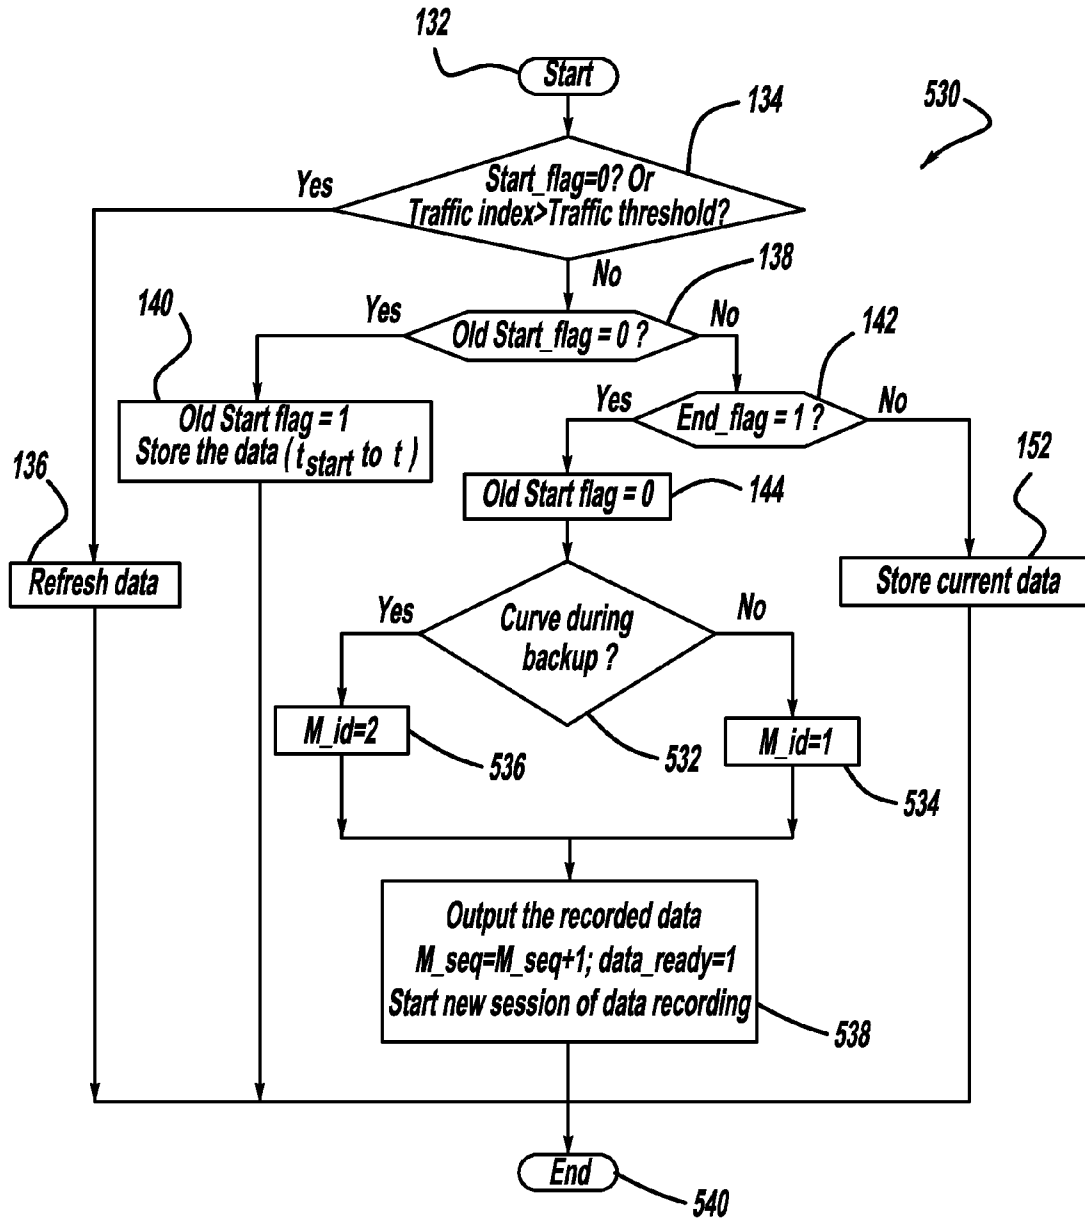 132
Start
134
530
Start_flag=0? Or
Traffic index>Traffic threshold?
Yes
No
138
140
Yes
Old Start_flag = 0 ?
No
142
Old Start flag = 1
Store the data ( tstart to t )
Yes
End_flag = 1 ?
No
136
Old Start flag = 0
144
152
Refresh data
Store current data
Yes
Curve during
backup ?
No
M_id=2
536
532
M_id=1
534
Output the recorded data
M_seq=M_seq+1; data_ready=1
Start new session of data recording
538
End
540